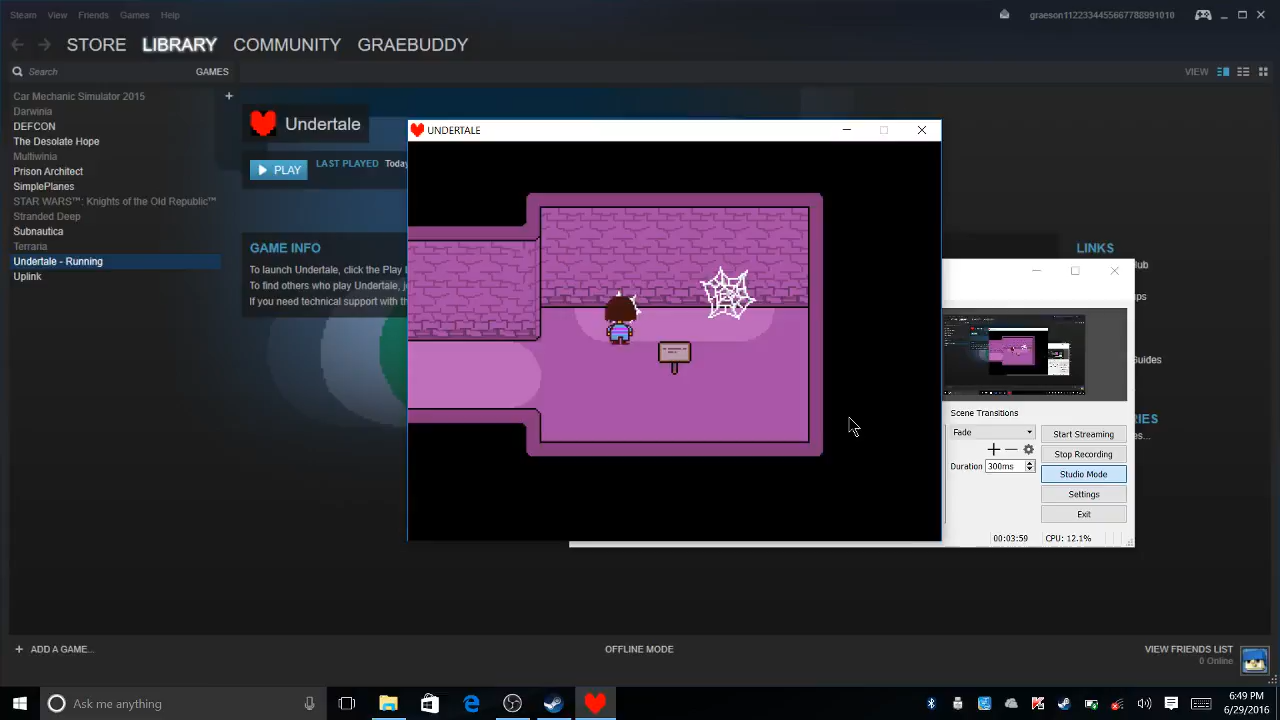 Steam View Friends Games Help
graeson1122334455667788991010
STORE LIBRARY COMMUNITY GRAEBUDDY
Search GAMES
VIEW
Car Mechanic Simulator 2015
Darwinia
DEFCON
The Desolate Hope
Multiwinia
Prison Architect
SimplePlanes
STAR WARS™: Knights of the Old Republic™
Stranded Deep
Subnautica
Terraria
Undertale - Running
Uplink
Undertale
PLAY
LAST PLAYED Today
GAME INFO
To launch Undertale, click the Play
To find others who play Undertale,
If you need technical support with
UNDERTALE
LINKS
Scene Transitions
Fade
Duration 300ms
Start Streaming
Stop Recording
Studio Mode
Settings
Exit
00:03:59 CPU: 12.1%
ADD A GAME...
OFFLINE MODE
VIEW FRIENDS LIST
0 Online
Ask me anything
6:49 PM
6/29/2016